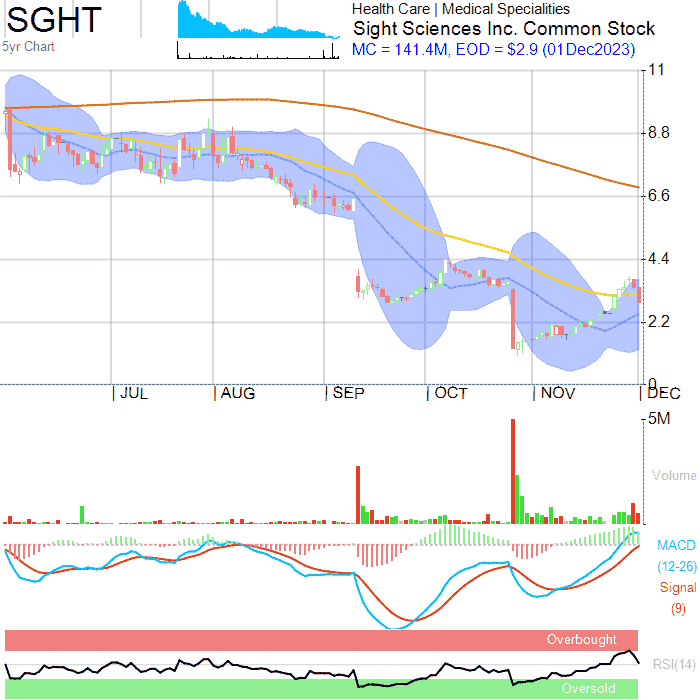 SGHT
5yr Chart
Health Care | Medical Specialities
Sight Sciences Inc. Common Stock
MC = 141.4M, EOD = $2.9 (01Dec2023)
11
8.8
6.6
4.4
2.2
0
JUL
AUG
SEP
OCT
NOV
DEC
5M
Volume
MACD
(12-26)
Signal
(9)
Overbought
RSI(14)
Oversold